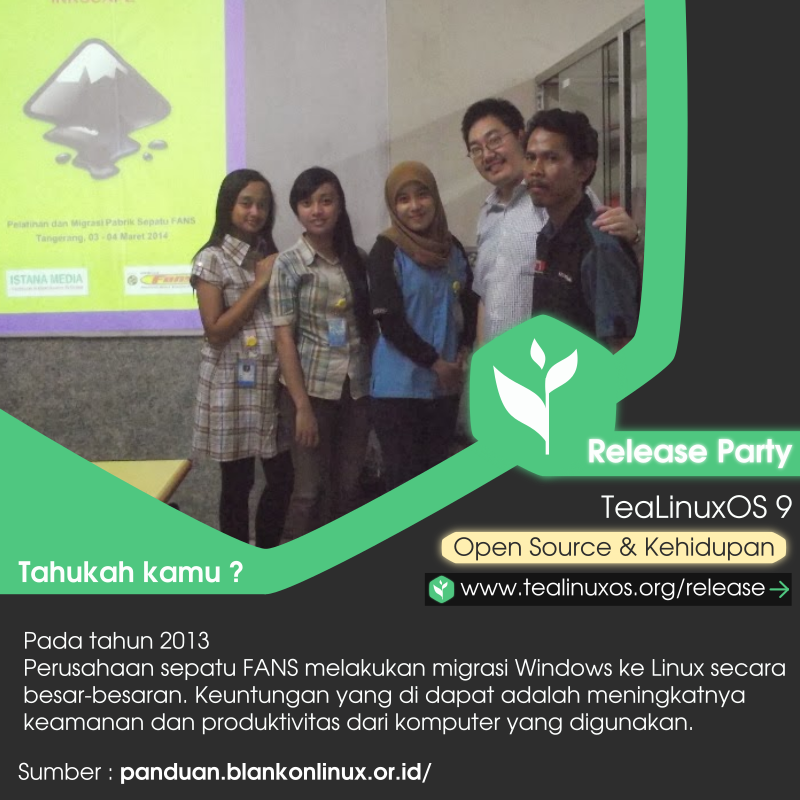 INKSCAPE
Pelatihan dan Migrasi Pabrik Sepatu FANS
Tangerang, 03 - 04 Maret 2014
ISTANA MEDIA
Release Party
TeaLinuxOS 9
Open Source & Kehidupan
www.tealinuxos.org/release
Tahukah kamu ?
Pada tahun 2013
Perusahaan sepatu FANS melakukan migrasi Windows ke Linux secara
besar-besaran. Keuntungan yang di dapat adalah meningkatnya
keamanan dan produktivitas dari komputer yang digunakan.
Sumber : panduan.blankonlinux.or.id/